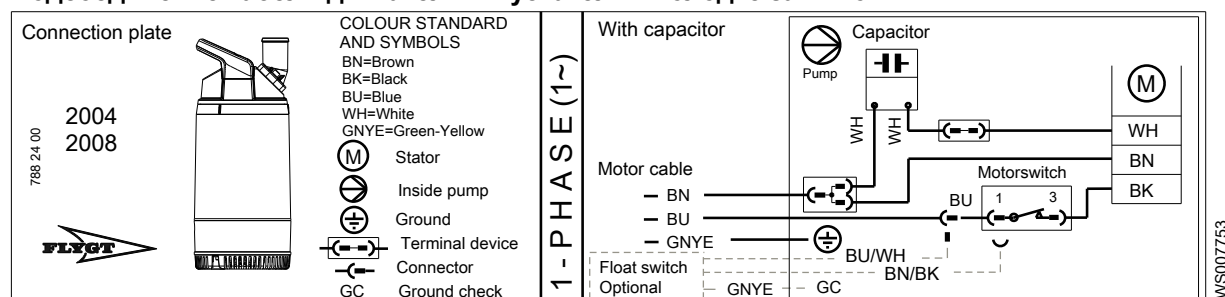 Connection plate
2004
2008
788 24 00
FLYGT
COLOUR STANDARD
AND SYMBOLS
BN=Brown
BK=Black
BU=Blue
WH=White
GNYE=Green-Yellow
M Stator
Inside pump
Ground
Terminal device
Connector
GC Ground check
1 - PHASE (1~)
With capacitor
Pump
Capacitor
M
WH
WH
WH
BN
BK
Motor cable
BN
BU
GNYE
Motorswitch
BU
1 3
BU/WH
BN/BK
Float switch
Optional
GNYE
GC
WS007753